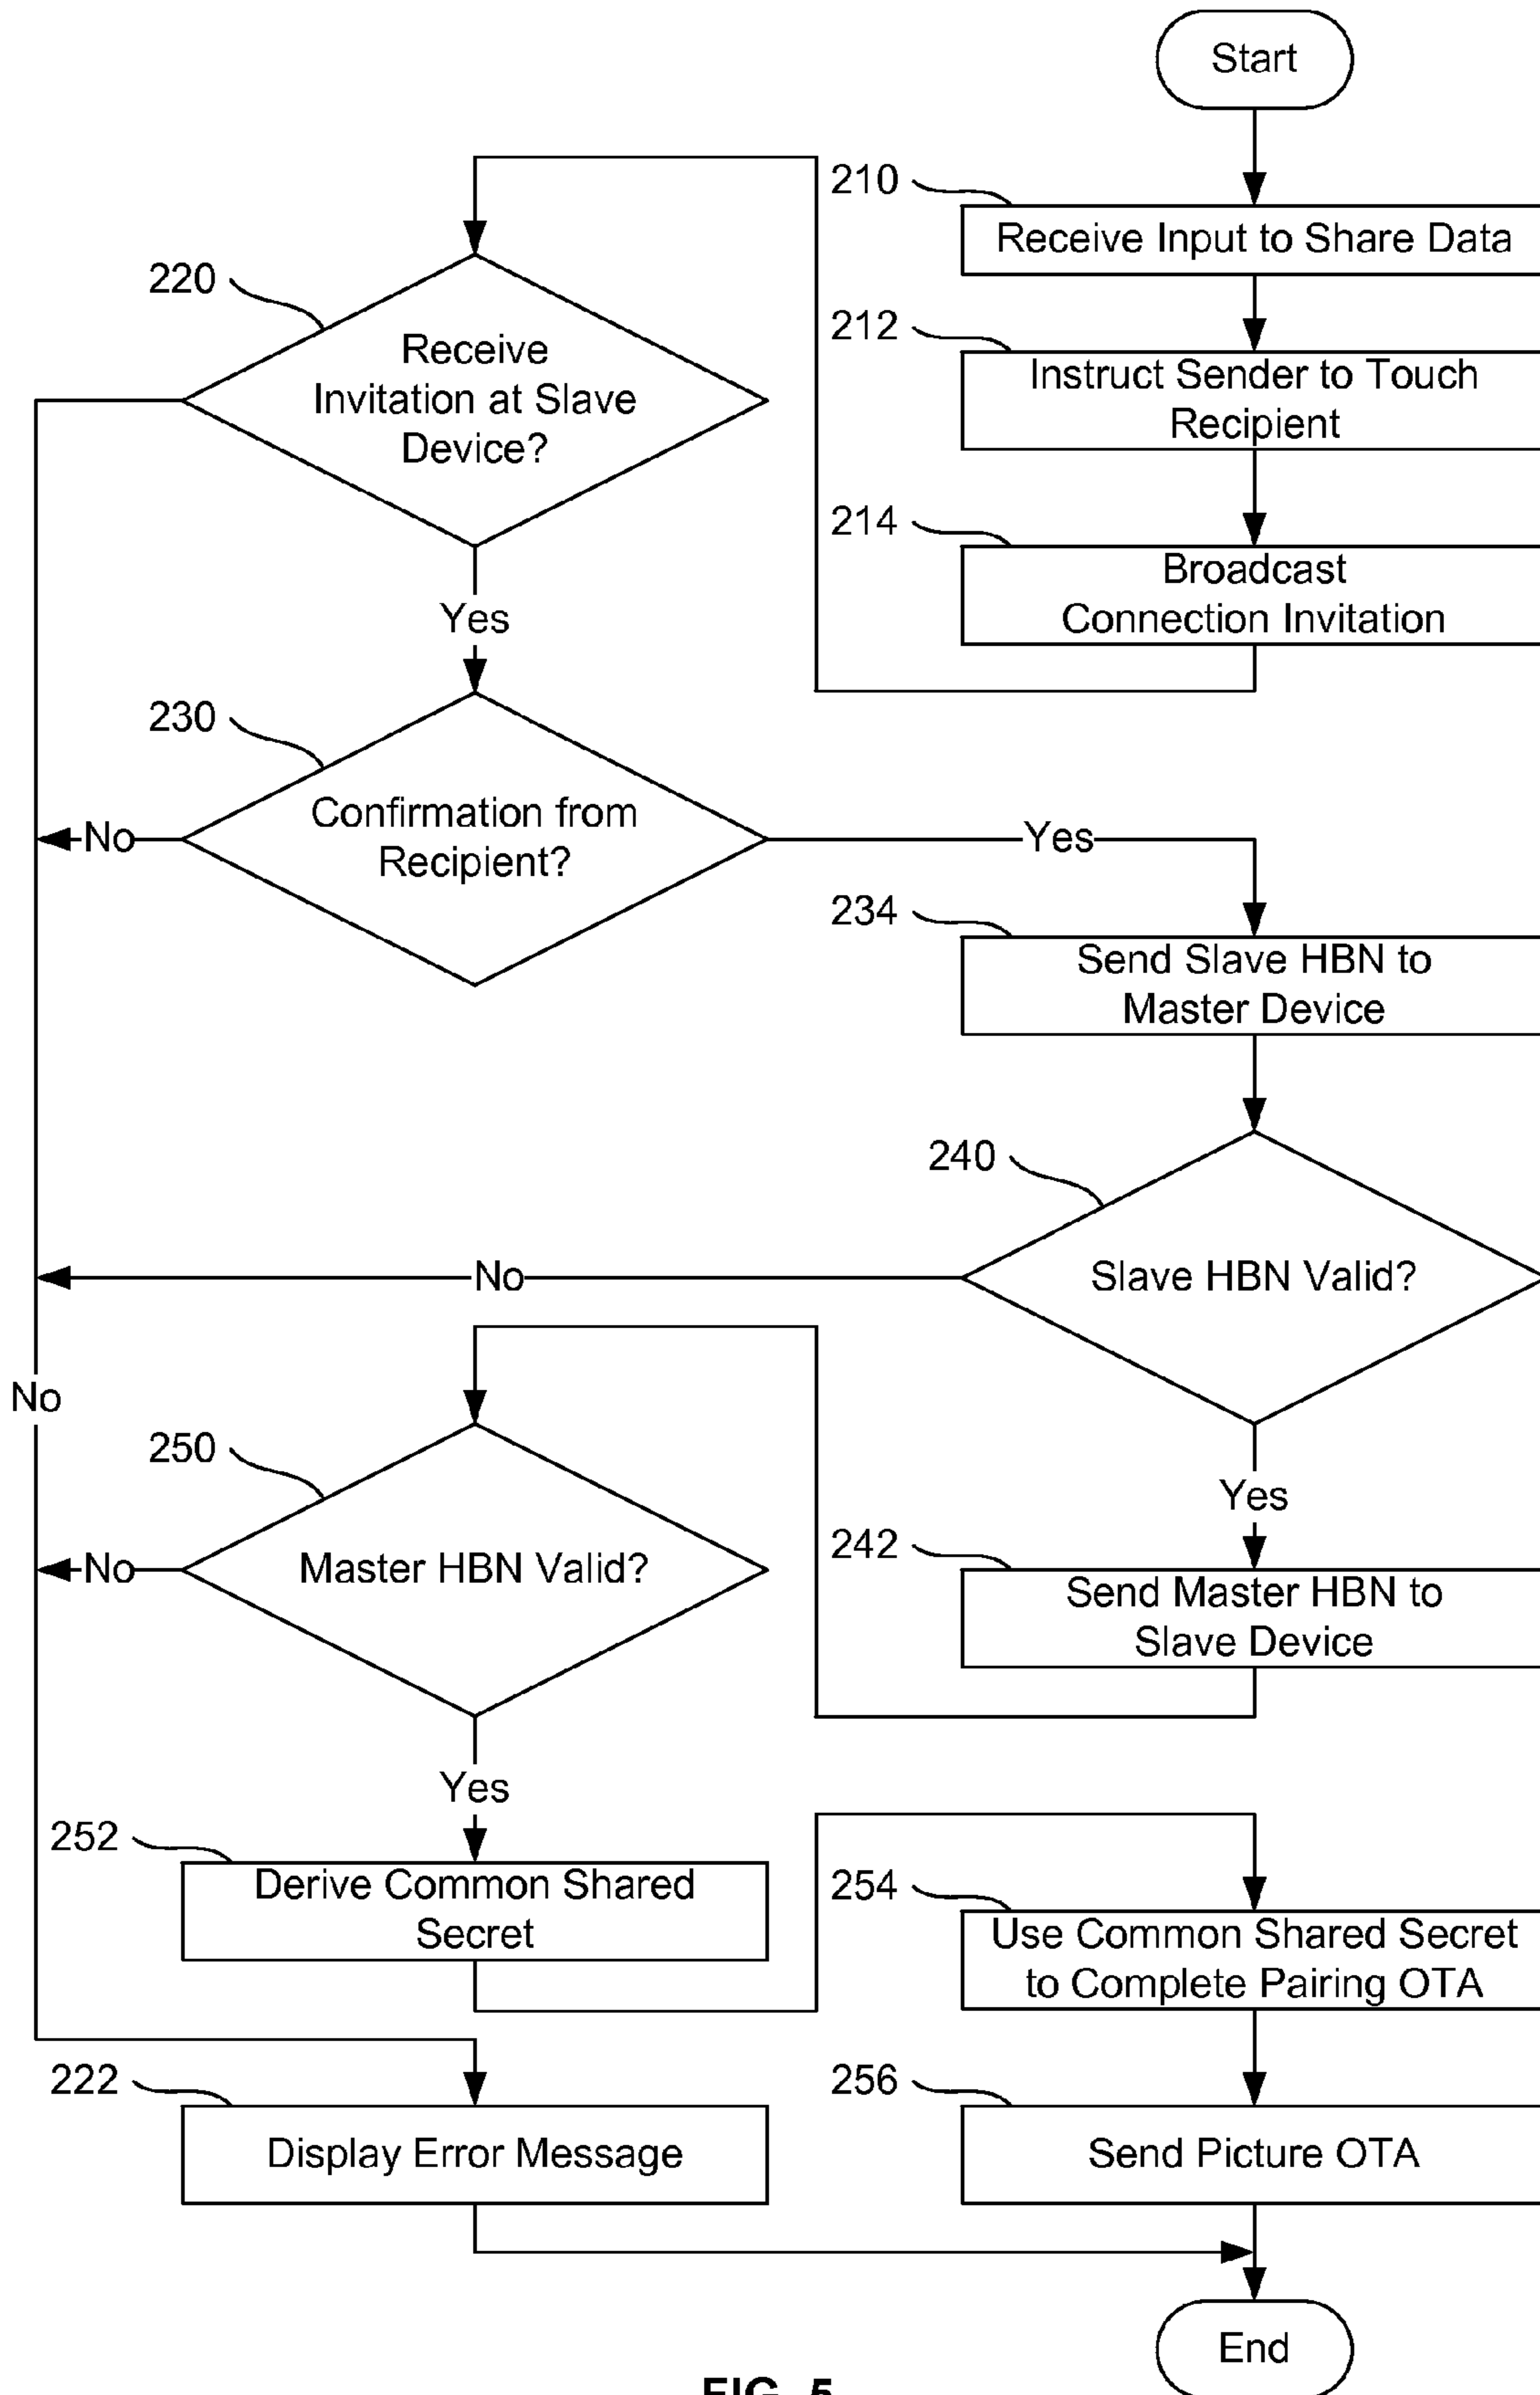 Start
210
Receive Input to Share Data
212
Instruct Sender to Touch
Recipient
214
Broadcast
Connection Invitation
220
Receive
Invitation at Slave
Device?
Yes
230
Confirmation from
Recipient?
No
Yes
234
Send Slave HBN to
Master Device
240
Slave HBN Valid?
No
Yes
242
Send Master HBN to
Slave Device
No
250
Master HBN Valid?
No
Yes
252
Derive Common Shared
Secret
254
Use Common Shared Secret
to Complete Pairing OTA
222
Display Error Message
256
Send Picture OTA
End
FIG. 5